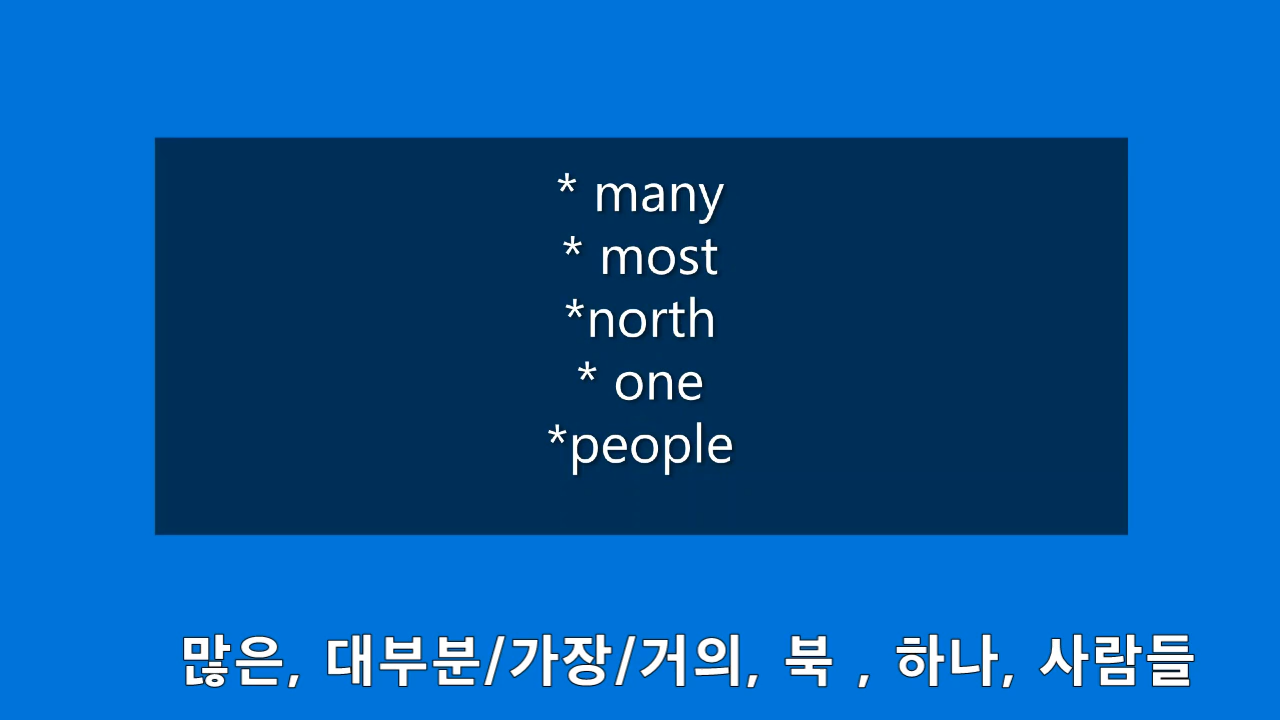 * many
* most
*north
* one
*people
많은, 대부분/가장/거의, 북 , 하나, 사람들